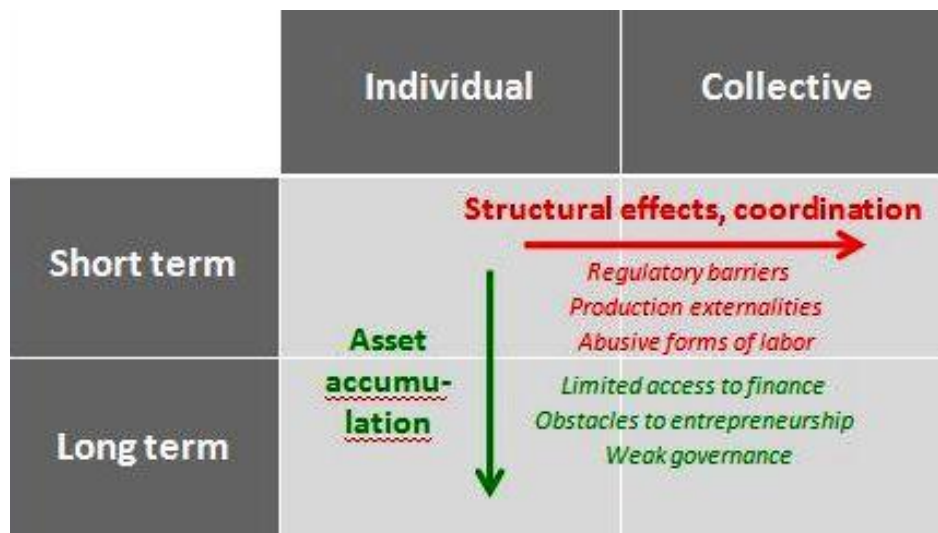 Individual
Collective
Short term
Structural effects, coordination
Regulatory barriers
Production externalities
Abusive forms of labor
Asset
accumu-
lation
Long term
Limited access to finance
Obstacles to entrepreneurship
Weak governance